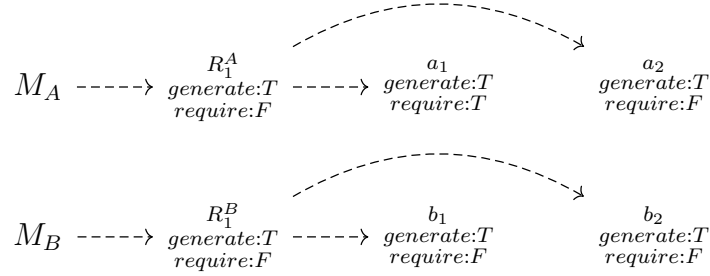 M_A
R_1^A
generate:T
require:F
a_1
generate:T
require:T
a_2
generate:T
require:F
M_B
R_1^B
generate:T
require:F
b_1
generate:T
require:F
b_2
generate:T
require:F